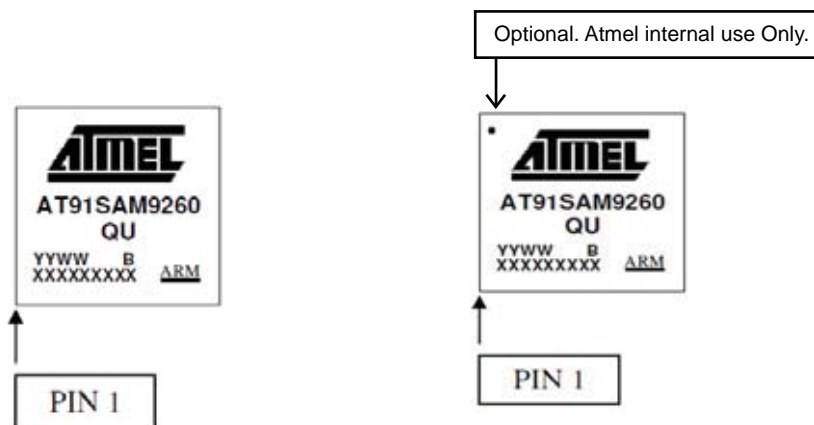 Optional. Atmel internal use Only.
ATMEL
AT91SAM9260
QU
YYWW B
XXXXXXXXX ARM
PIN 1
ATMEL
AT91SAM9260
QU
YYWW B
XXXXXXXXX ARM
PIN 1